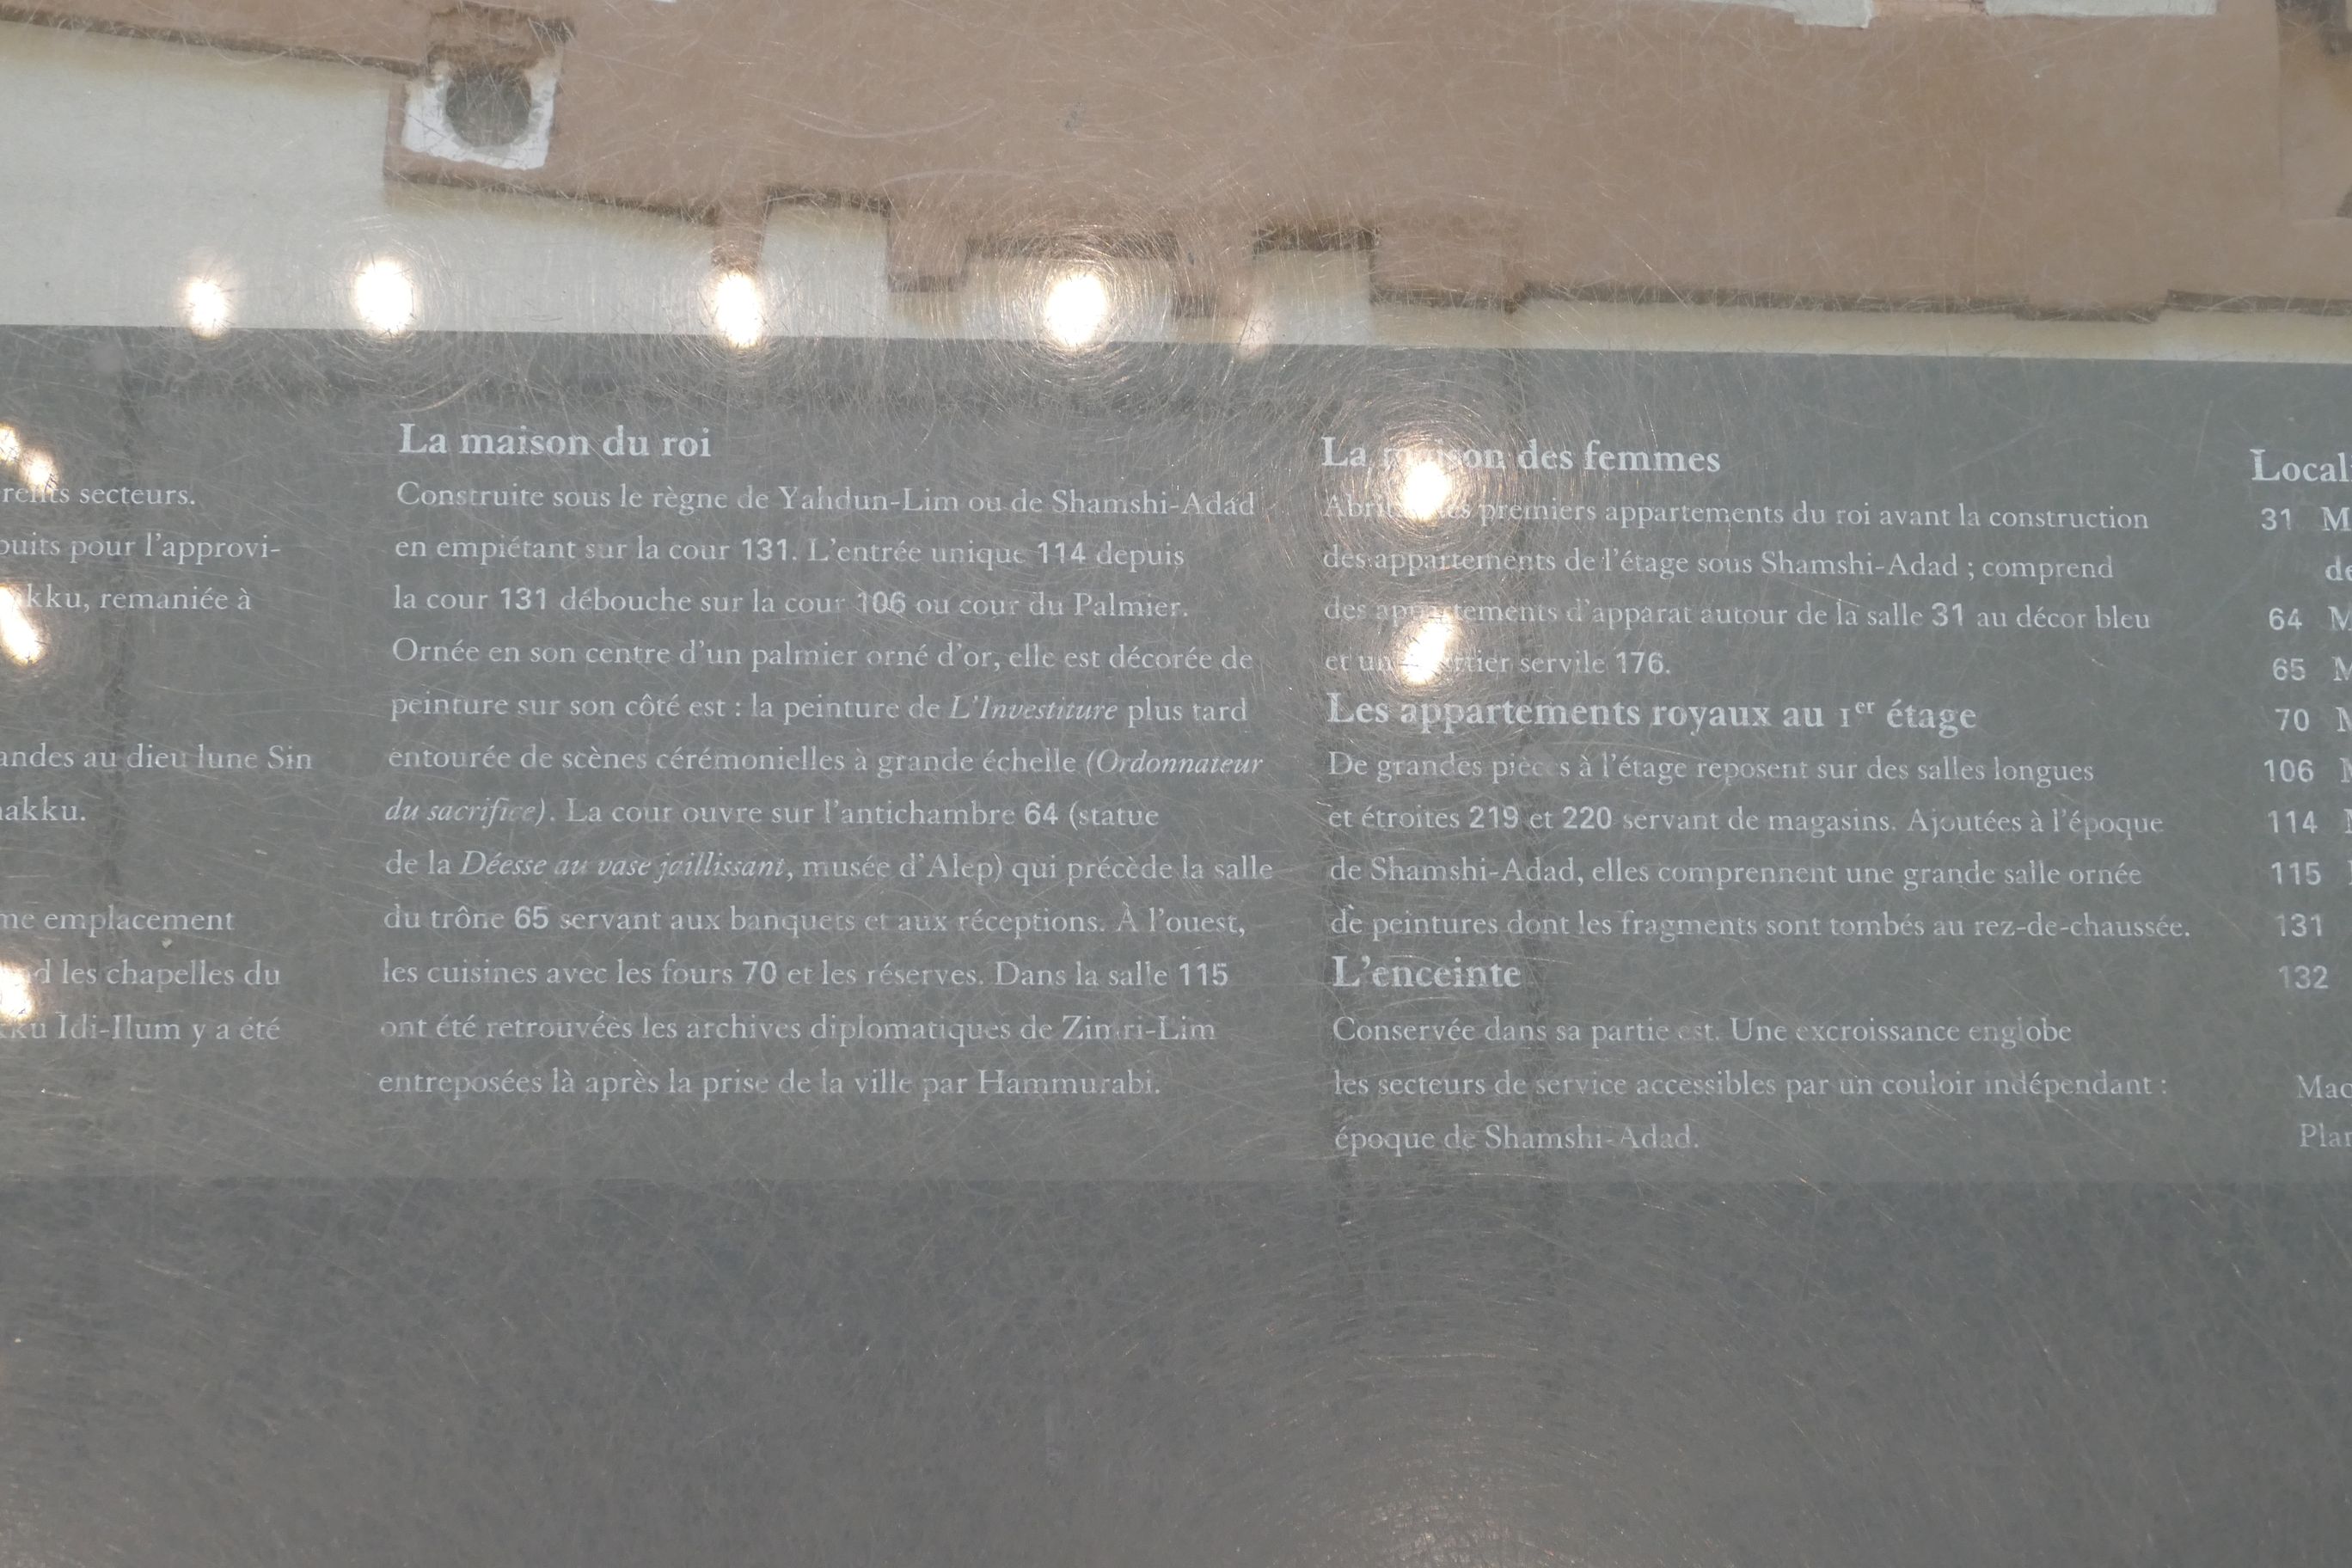 secteurs.
puits pour l'approvi-
remaniée à
au dieu lune Sin
emplacement
les chapelles du
Idi-Ilum y a été
La maison du roi
Construite sous le règne de Yahdun-Lim ou de Shamshi-Adad
en empiétant sur la cour 131. L'entrée unique 114 depuis
la cour 131 débouche sur la cour 106 ou cour du Palmier.
Ornée en son centre d'un palmier orné d'or, elle est décorée de
peinture sur son côté est : la peinture de L'Investiture plus tard
entourée de scènes cérémonielles à grande échelle (Ordonnateur
du sacrifice). La cour ouvre sur l'antichambre 64 (statue
de la Déesse au vase jaillissant, musée d'Alep) qui précède la salle
du trône 65 servant aux banquets et aux réceptions. À l'ouest,
les cuisines avec les fours 70 et les réserves. Dans la salle 115
ont été retrouvées les archives diplomatiques de Zimri-Lim
entreposées là après la prise de la ville par Hammurabi.
La maison des femmes
premiers appartements du roi avant la construction
des appartements de l'étage sous Shamshi-Adad ; comprend
des appartements d'apparat autour de la salle 31 au décor bleu
et un quartier servile 176.
Les appartements royaux au 1er étage
De grandes pièces à l'étage reposent sur des salles longues
et étroites 219 et 220 servant de magasins. Ajoutées à l'époque
de Shamshi-Adad, elles comprennent une grande salle ornée
de peintures dont les fragments sont tombés au rez-de-chaussée.
L'enceinte
Conservée dans sa partie est. Une excroissance englobe
les secteurs de service accessibles par un couloir indépendant :
époque de Shamshi-Adad.
31
64
65
70
106
114
115
131
132